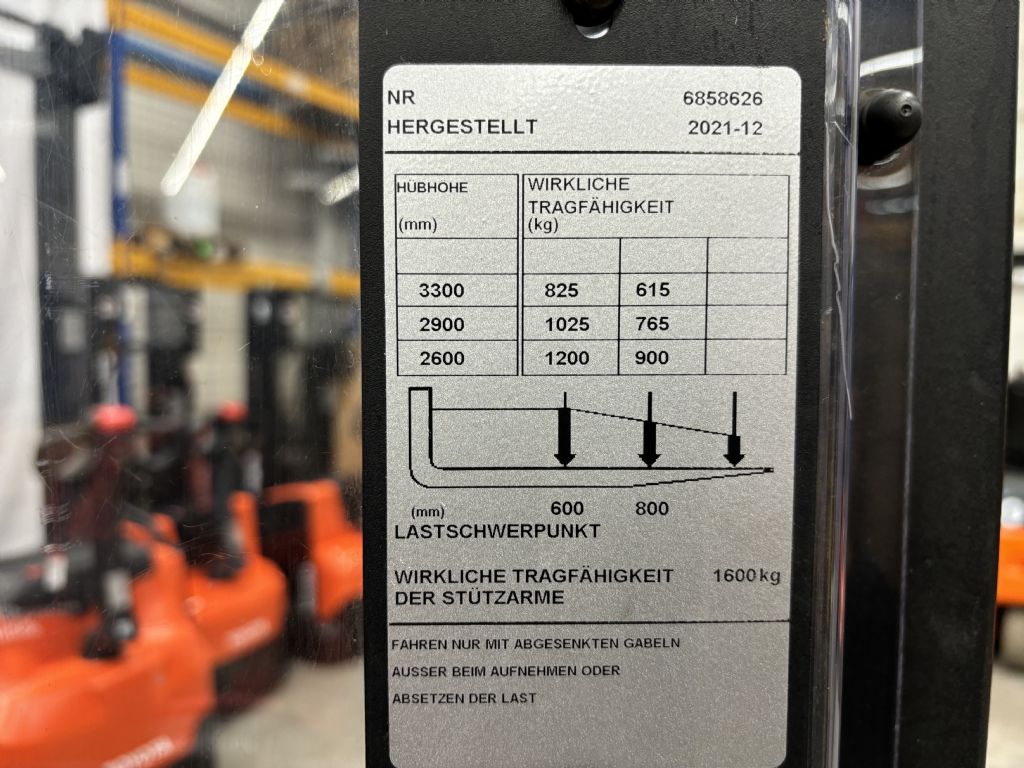 NR 6858626
HERGESTELLT 2021-12
HÜBHOHE WIRKLICHE
TRAGFÄHIGKEIT
(mm) (kg)
3300 825 615
2900 1025 765
2600 1200 900
(mm) 600 800
LASTSCHWERPUNKT
WIRKLICHE TRAGFÄHIGKEIT 1600kg
DER STÜTZARME
FAHREN NUR MIT ABGESENKTEN GABELN
AUSSER BEIM AUFNEHMEN ODER
ABSETZEN DER LAST